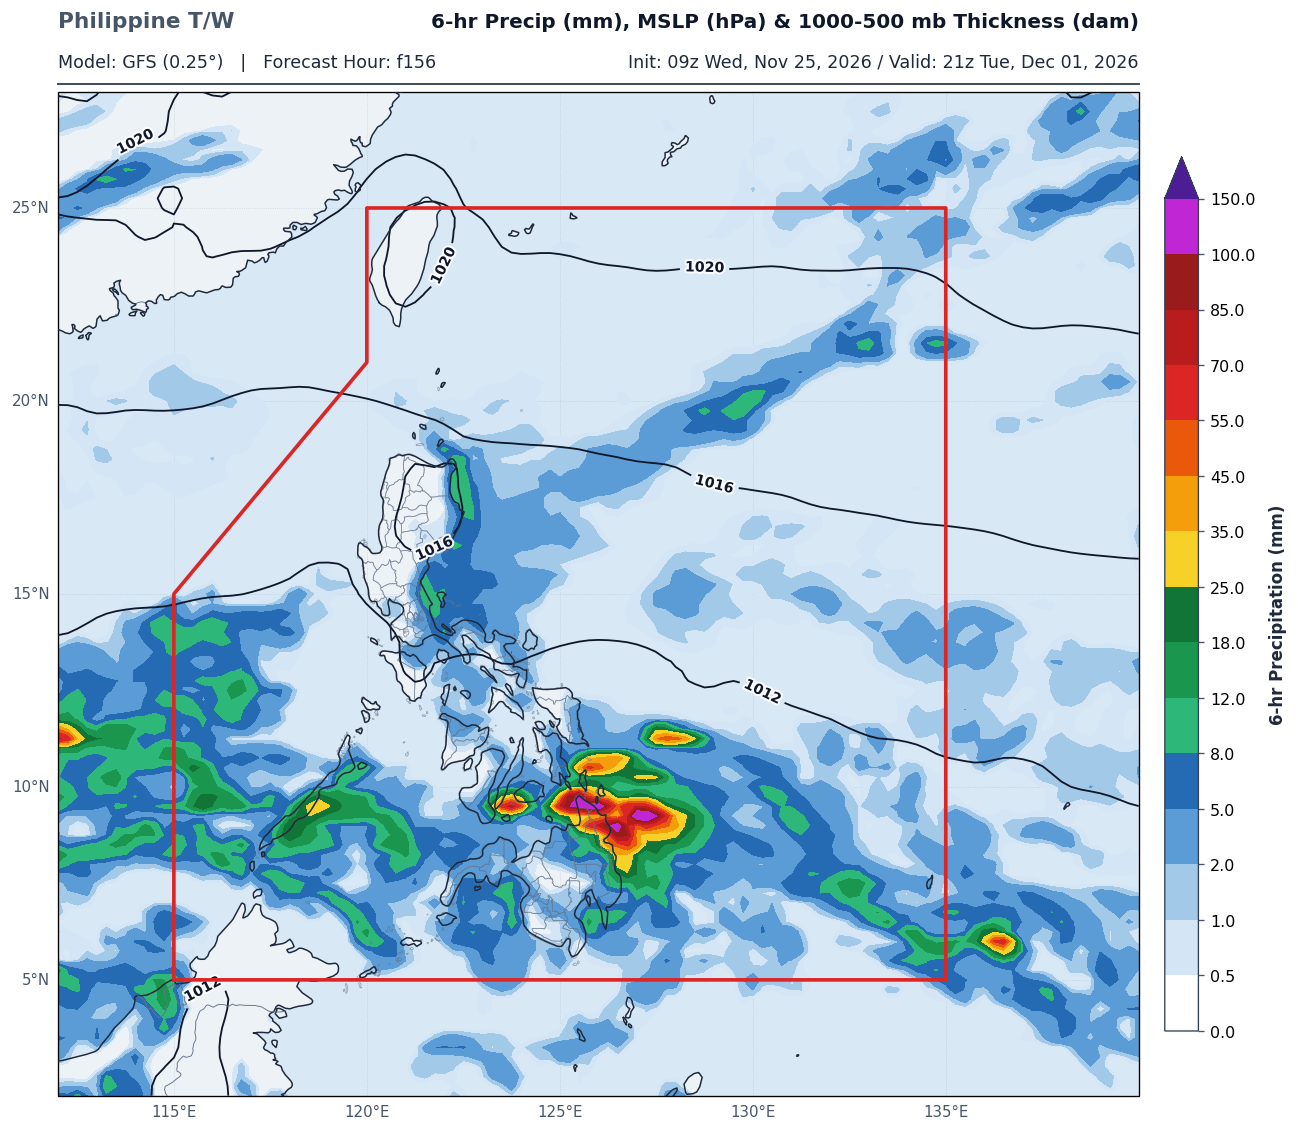 Philippine T/W
6-hr Precip (mm), MSLP (hPa) & 1000-500 mb Thickness (dam)
Model: GFS (0.25°) | Forecast Hour: f156
Init: 09z Wed, Nov 25, 2026 / Valid: 21z Tue, Dec 01, 2026
1020
1020
1020
1016
1016
1012
1012
25°N
20°N
15°N
10°N
5°N
115°E
120°E
125°E
130°E
135°E
150.0
100.0
85.0
70.0
55.0
45.0
35.0
25.0
18.0
12.0
8.0
5.0
2.0
1.0
0.5
0.0
6-hr Precipitation (mm)